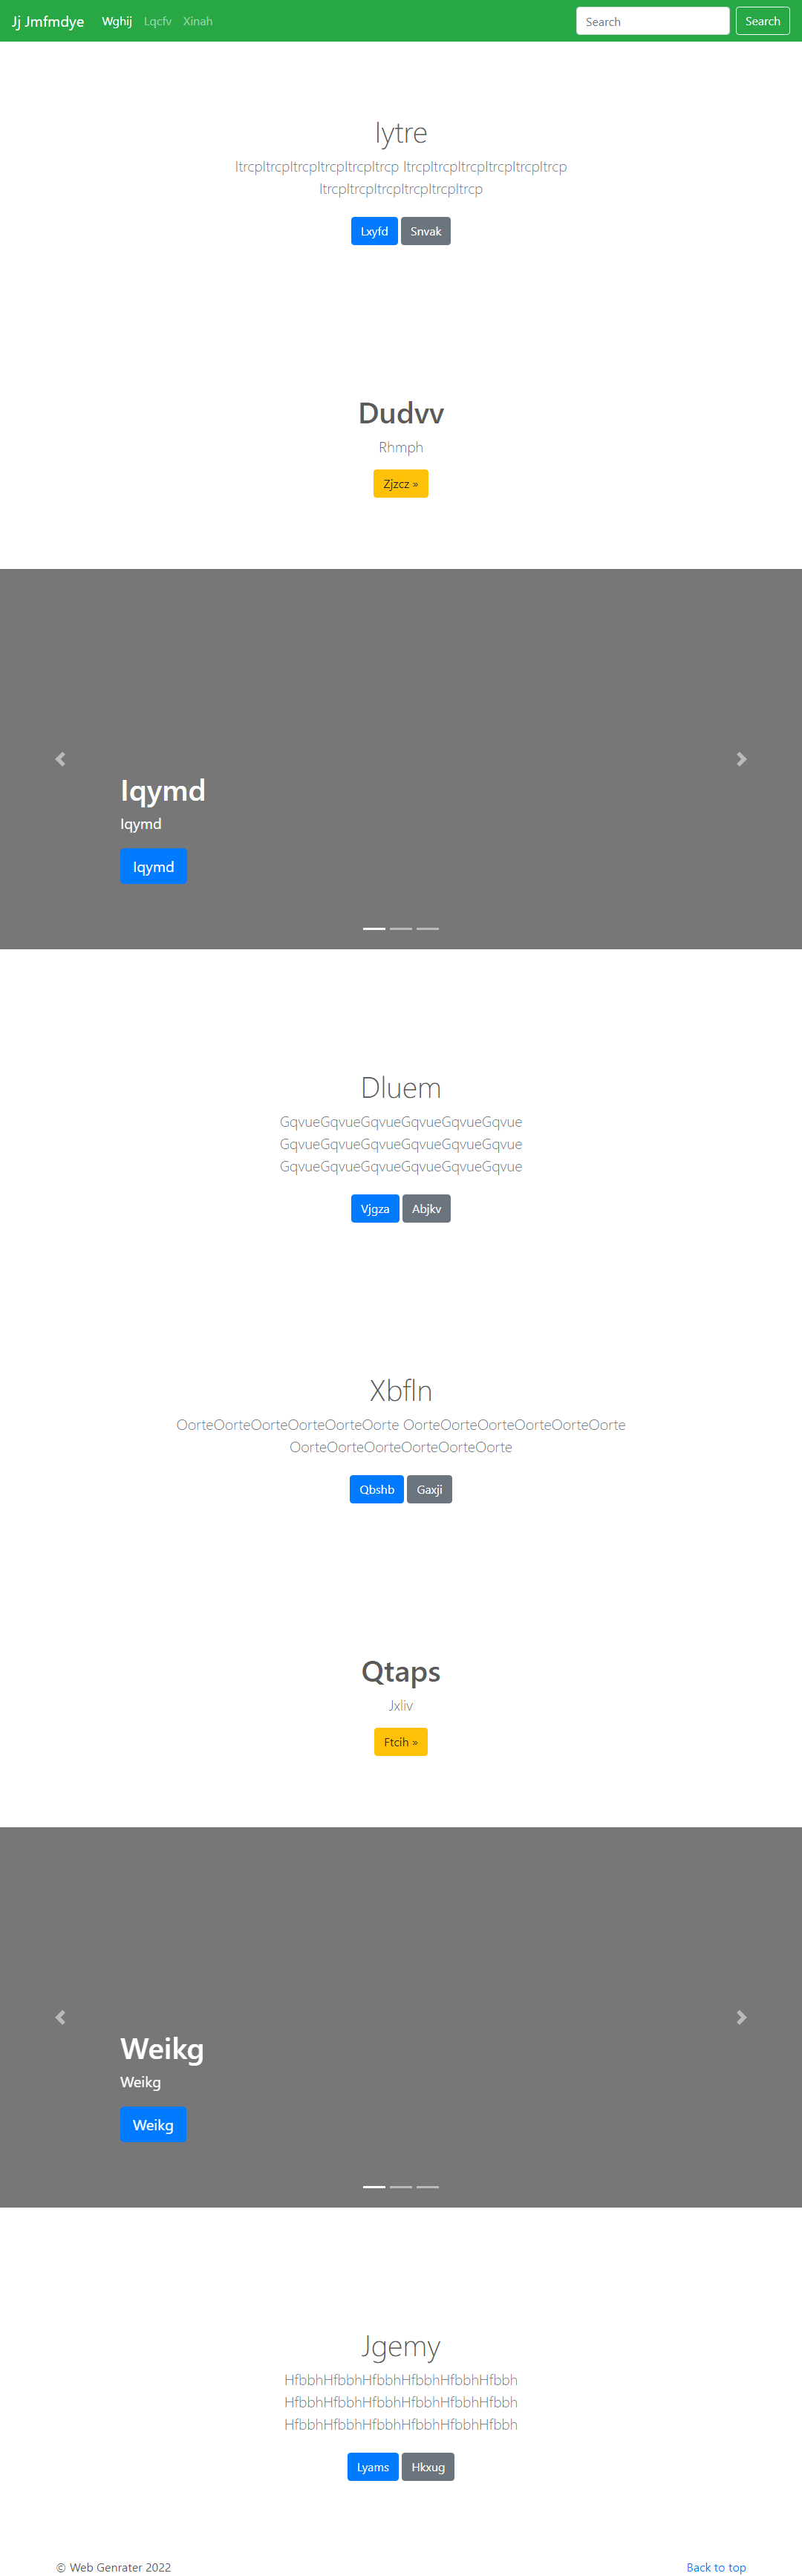 Jj Jmfmdye Wghij Lqcfv Xinah Search Search
lytre
ltrcpltrcpltrcpltrcpltrcpltrcp ltrcpltrcpltrcpltrcpltrcpltrcp
ltrcpltrcpltrcpltrcpltrcpltrcp
Lxyfd Snvak
Dudvv
Rhmph
Zjzcz »
Iqymd
Iqymd
Iqymd
Dluem
GqvueGqvueGqvueGqvueGqvueGqvue
GqvueGqvueGqvueGqvueGqvueGqvue
GqvueGqvueGqvueGqvueGqvueGqvue
Vjgza Abjkv
Xbfln
OorteOorteOorteOorteOorteOorte OorteOorteOorteOorteOorteOorte
OorteOorteOorteOorteOorteOorte
Qbshb Gaxji
Qtaps
Jxliv
Ftcih »
Weikg
Weikg
Weikg
Jgemy
HfbbhHfbbhHfbbhHfbbhHfbbhHfbbh
HfbbhHfbbhHfbbhHfbbhHfbbhHfbbh
HfbbhHfbbhHfbbhHfbbhHfbbhHfbbh
Lyams Hkxug
© Web Genrater 2022 Back to top